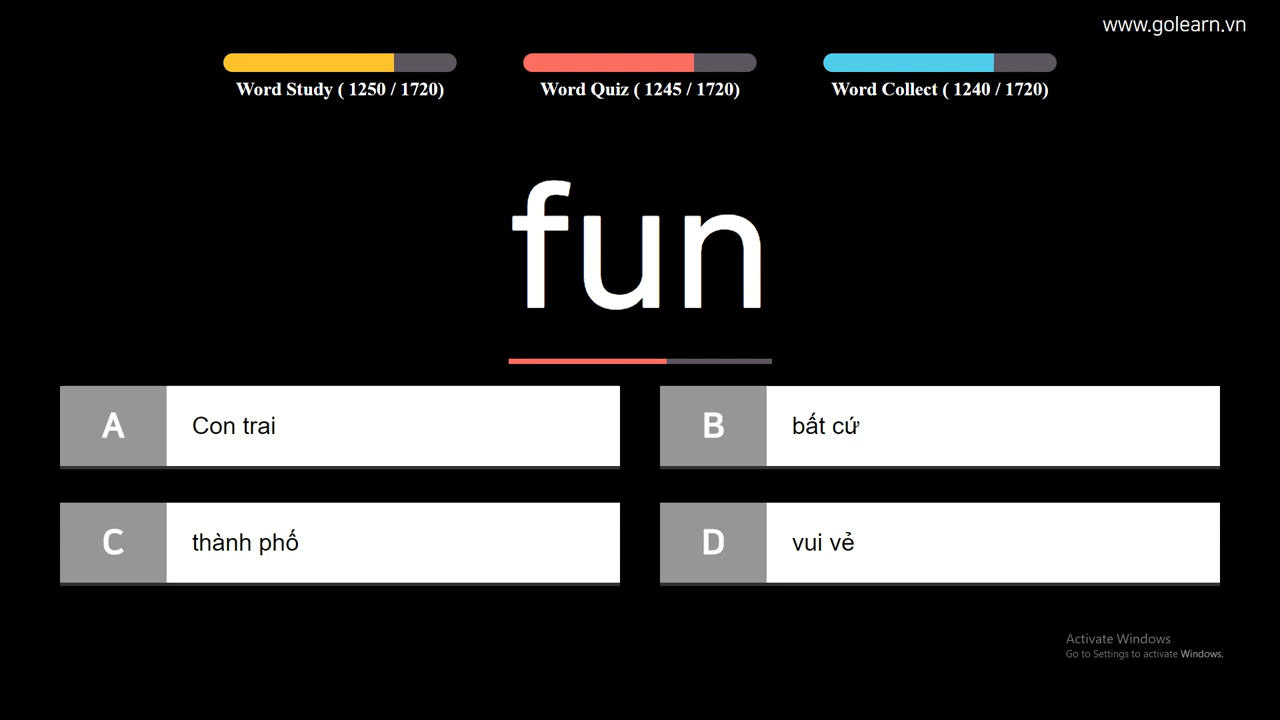 www.golearn.vn
Word Study ( 1250 / 1720)
Word Quiz ( 1245 / 1720)
Word Collect ( 1240 / 1720)
fun
A Con trai
B bất cứ
C thành phố
D vui vẻ
Activate Windows
Go to Settings to activate Windows.